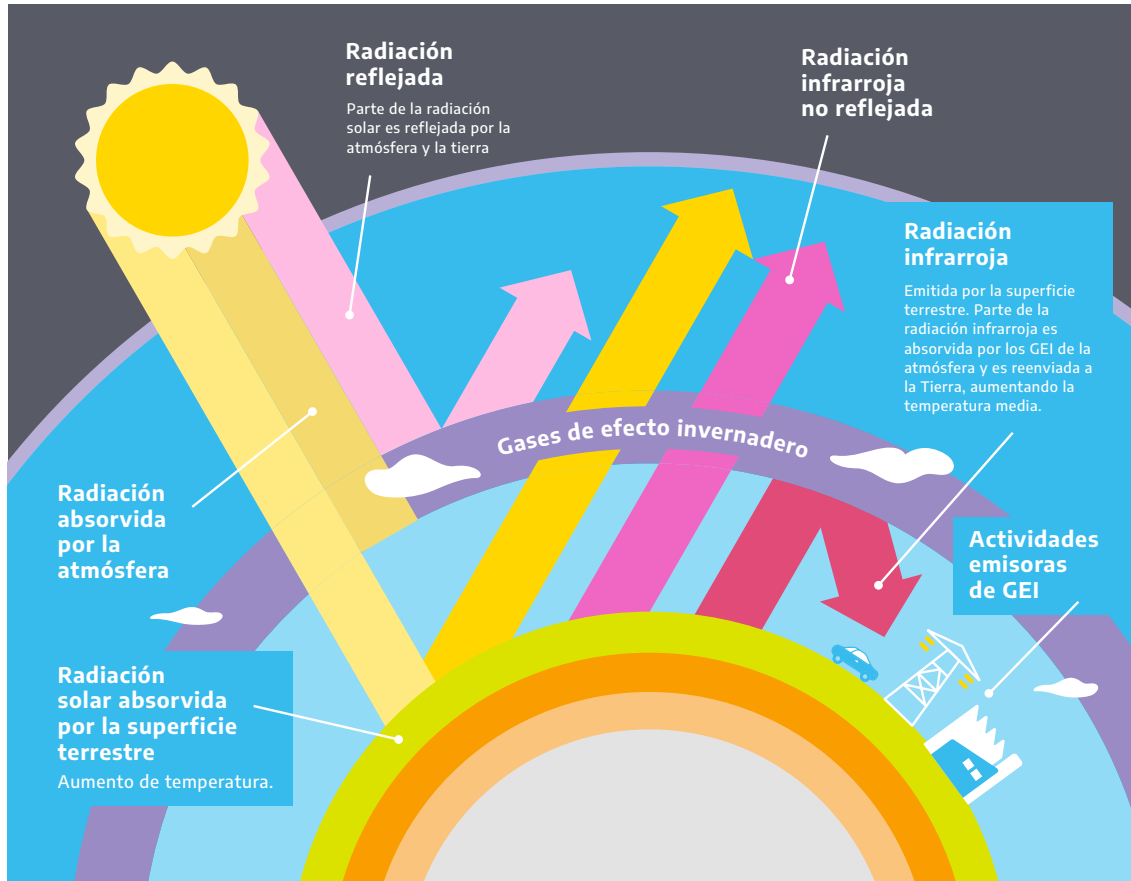 Radiación
reflejada
Parte de la radiación
solar es reflejada por la
atmósfera y la tierra
Radiación
infrarroja
no reflejada
Radiación
infrarroja
Emitida por la superficie
terrestre. Parte de la
radiación infrarroja es
absorvida por los GEI de la
atmósfera y es reenviada a
la Tierra, aumentando la
temperatura media.
Gases de efecto invernadero
Radiación
absorvida
por la
atmósfera
Actividades
emisoras
de GEI
Radiación
solar absorvida
por la superficie
terrestre
Aumento de temperatura.